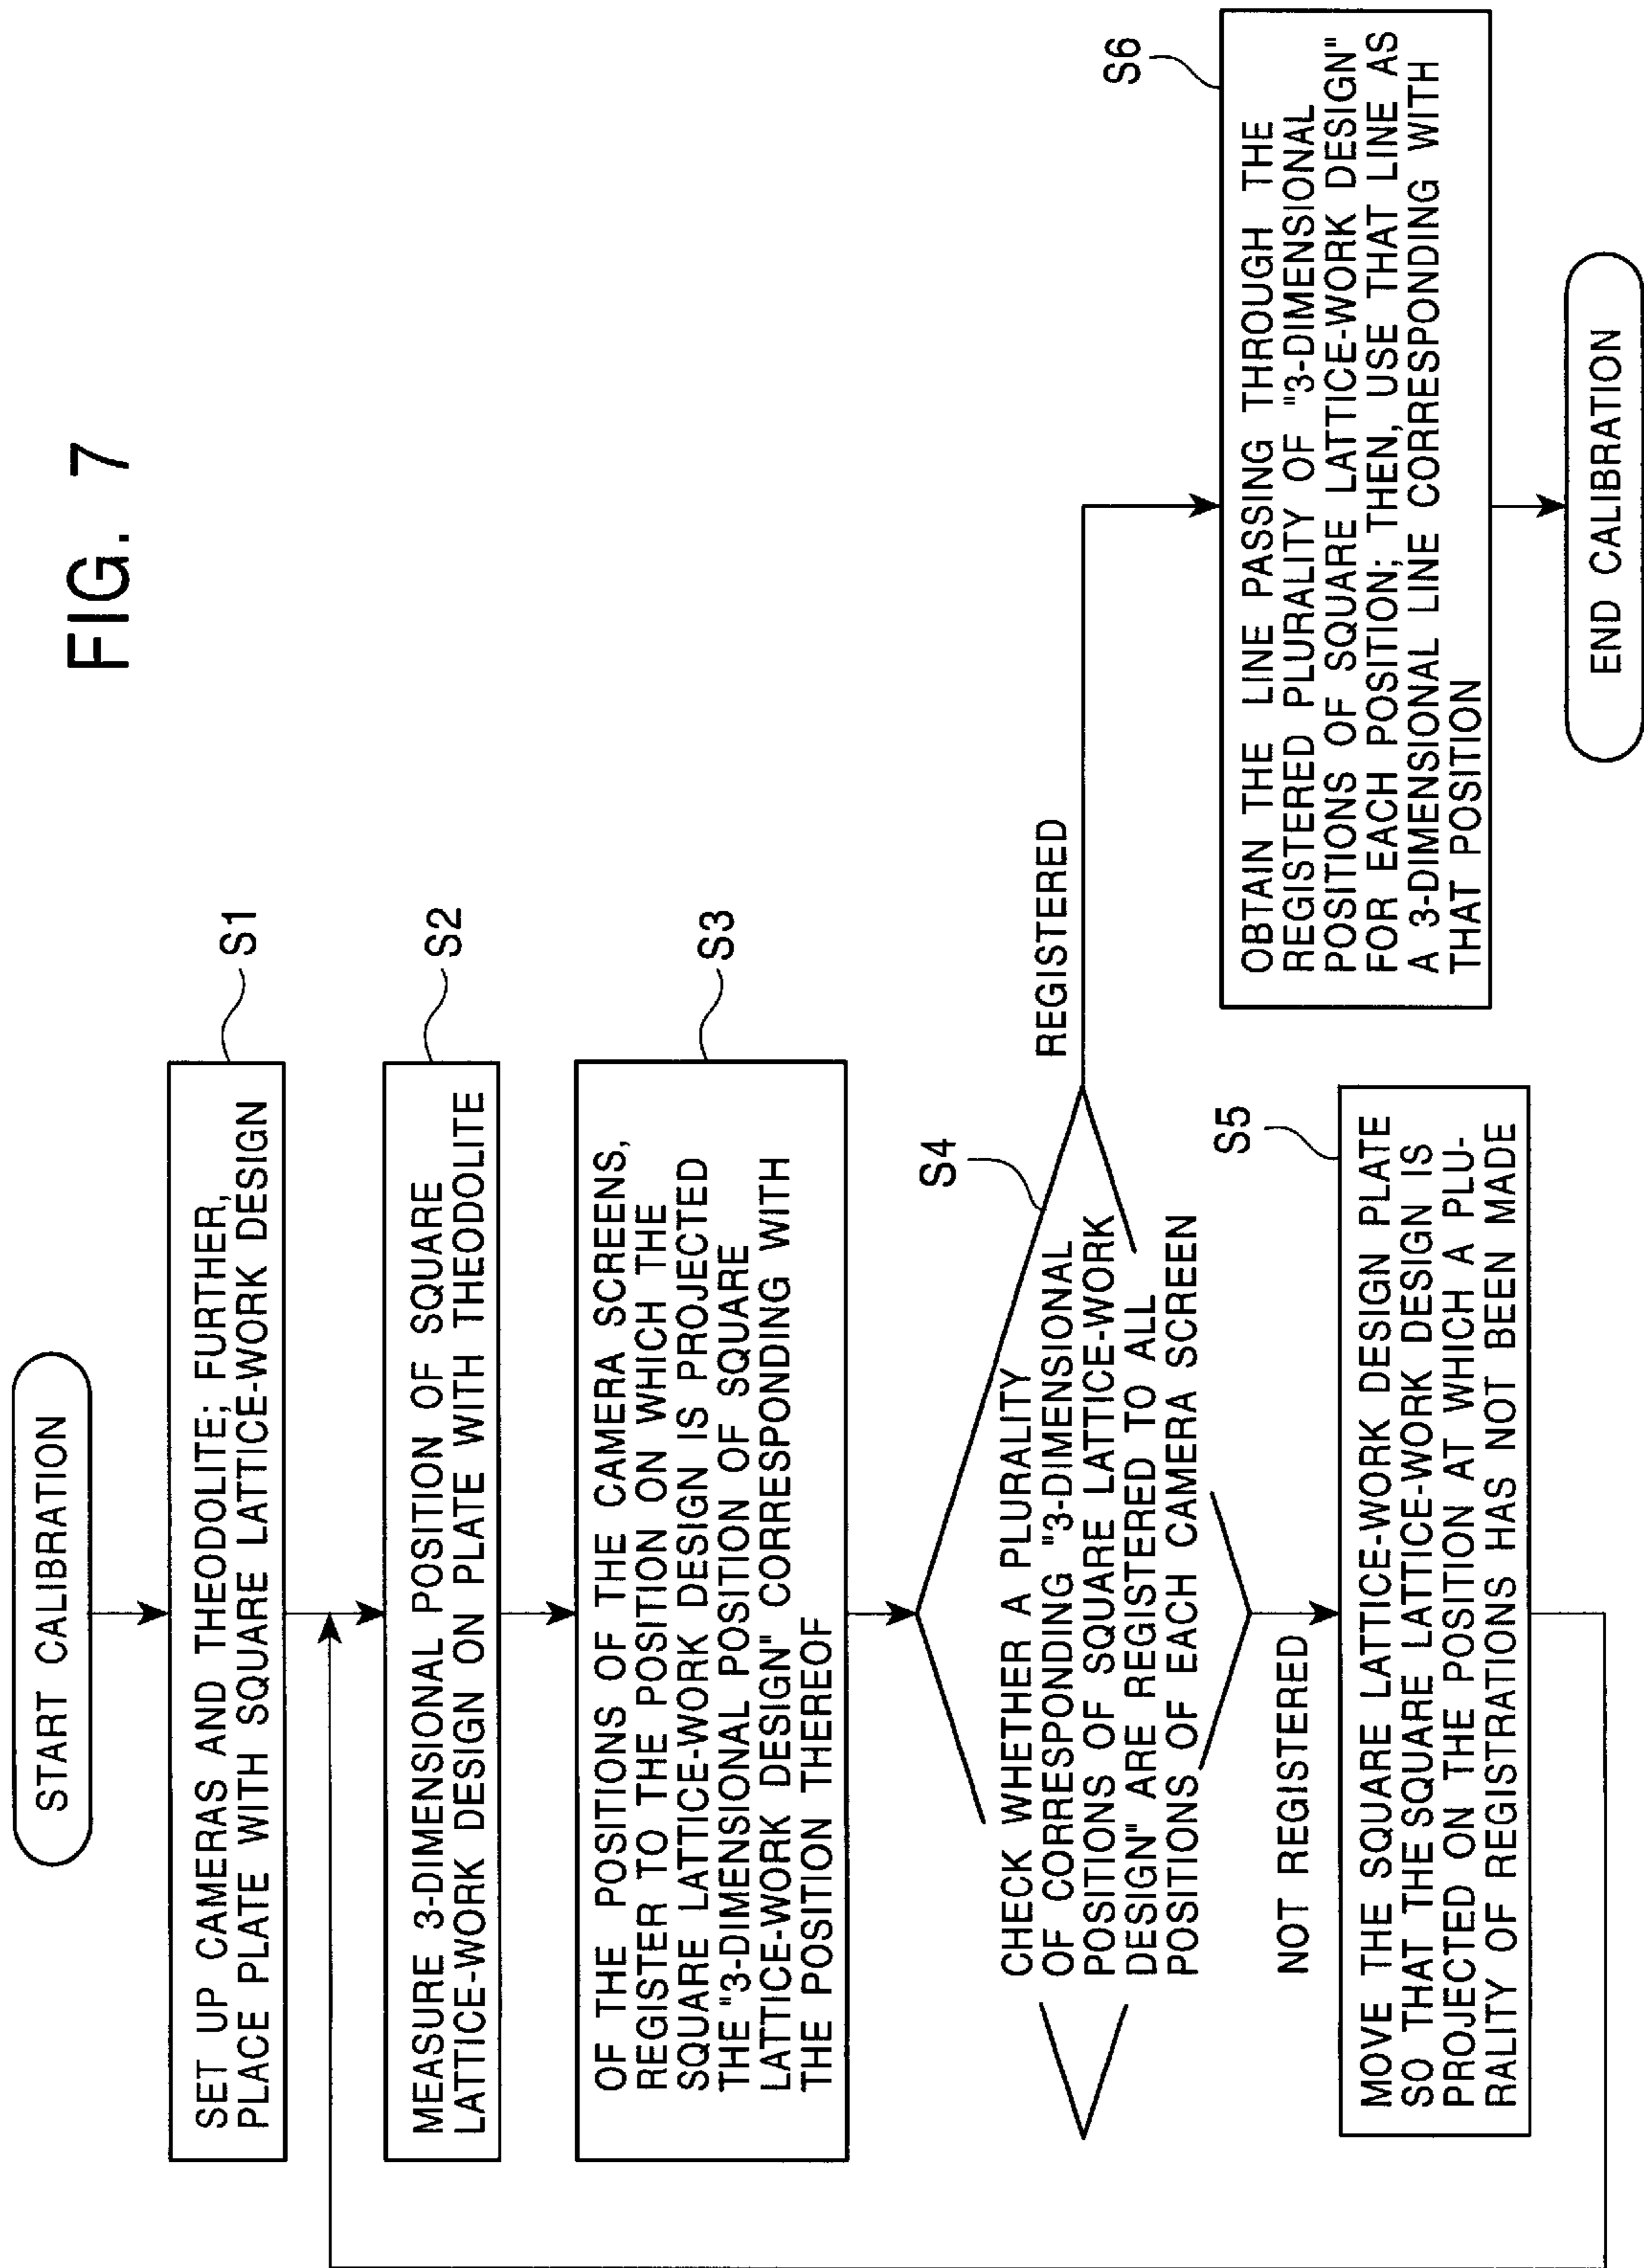 FIG. 7
START CALIBRATION
SET UP CAMERAS AND THEODOLITE; FURTHER,
PLACE PLATE WITH SQUARE LATTICE-WORK DESIGN
S1
MEASURE 3-DIMENSIONAL POSITION OF SQUARE
LATTICE-WORK DESIGN ON PLATE WITH THEODOLITE
S2
OF THE POSITIONS OF THE CAMERA SCREENS,
REGISTER TO THE POSITION ON WHICH THE
SQUARE LATTICE-WORK DESIGN IS PROJECTED
THE "3-DIMENSIONAL POSITION OF SQUARE
LATTICE-WORK DESIGN" CORRESPONDING WITH
THE POSITION THEREOF
S3
S4
CHECK WHETHER A PLURALITY
OF CORRESPONDING "3-DIMENSIONAL
POSITIONS OF SQUARE LATTICE-WORK
DESIGN" ARE REGISTERED TO ALL
POSITIONS OF EACH CAMERA SCREEN
REGISTERED
NOT REGISTERED
S5
MOVE THE SQUARE LATTICE-WORK DESIGN PLATE
SO THAT THE SQUARE LATTICE-WORK DESIGN IS
PROJECTED ON THE POSITION AT WHICH A PLU-
RALITY OF REGISTRATIONS HAS NOT BEEN MADE
S6
OBTAIN THE LINE PASSING THROUGH THE
REGISTERED PLURALITY OF "3-DIMENSIONAL
POSITIONS OF SQUARE LATTICE-WORK DESIGN"
FOR EACH POSITION; THEN, USE THAT LINE AS
A 3-DIMENSIONAL LINE CORRESPONDING WITH
THAT POSITION
END CALIBRATION